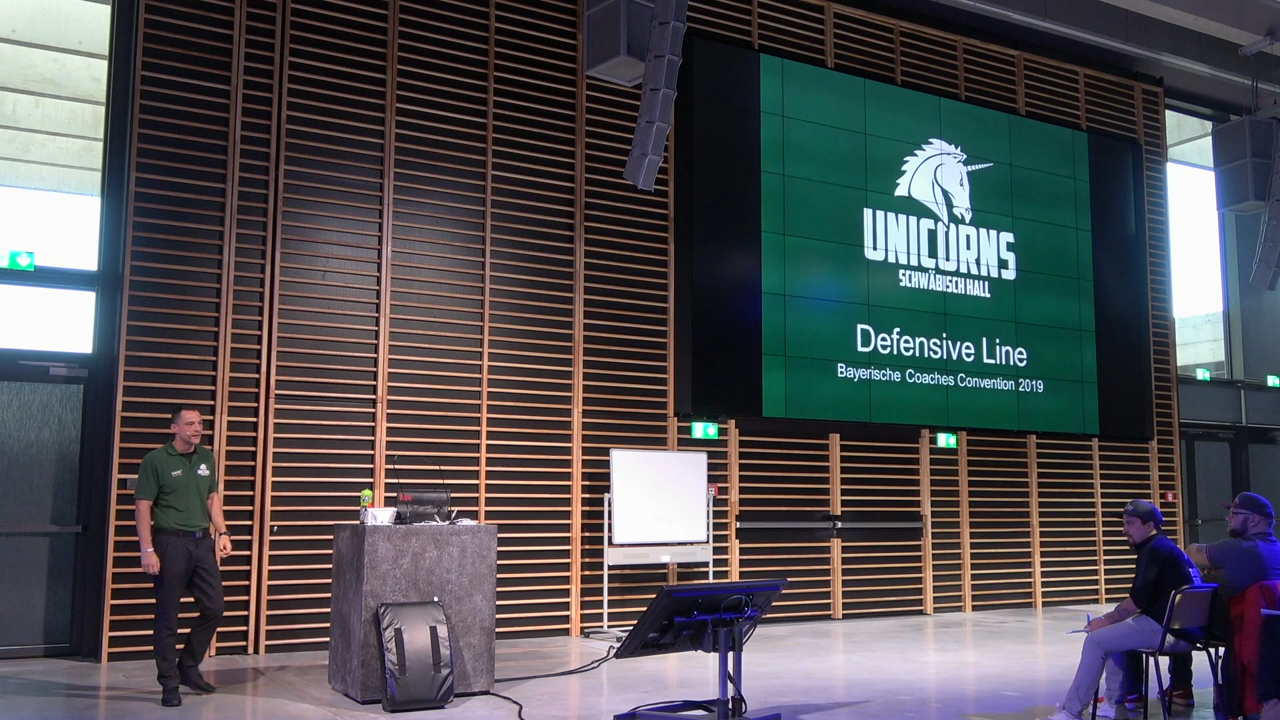 UNICORNS
SCHWÄBISCH HALL
Defensive Line
Bayerische Coaches Convention 2019